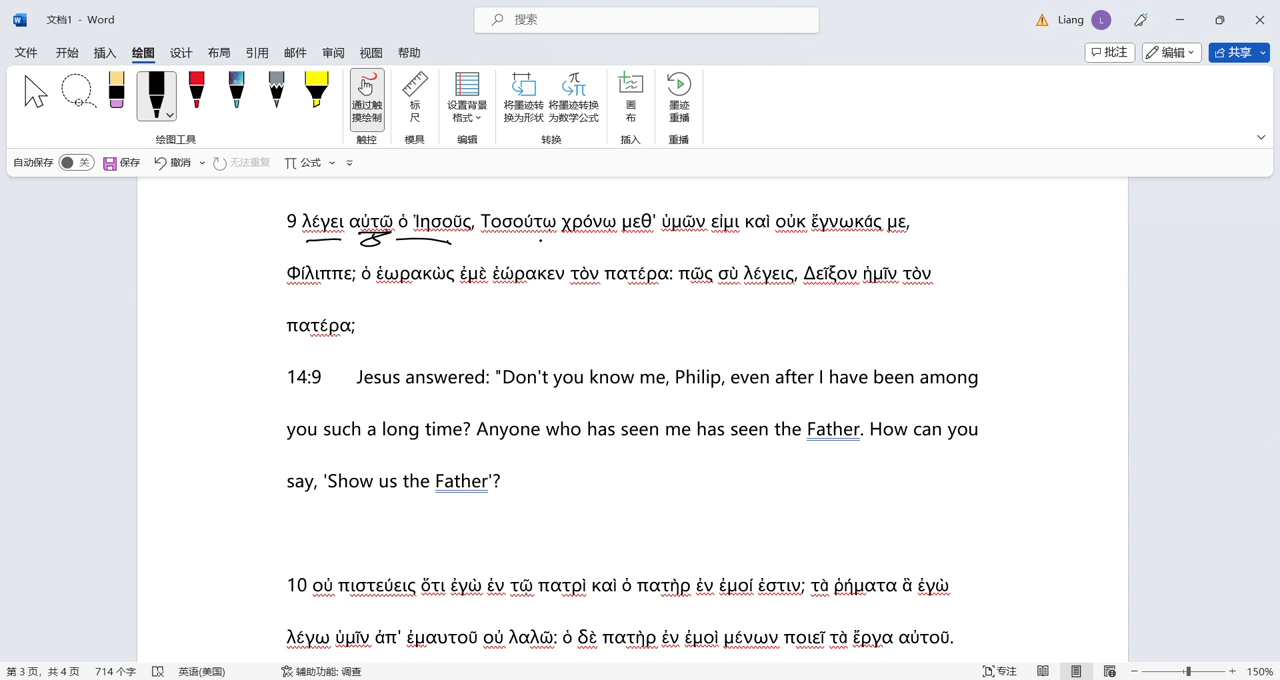 文档1 - Word
搜索
Liang L
文件 开始 插入 绘图 设计 布局 引用 邮件 审阅 视图 帮助
批注 编辑 共享
通过触摸绘制
标尺
设置背景格式
将墨迹转换为形状
将墨迹转换为数学公式
画布
墨迹重播
绘图工具 触控 模具 编辑 转换 插入 重播
自动保存 关 保存 撤消 无法重复 公式
9 λέγει αὐτῷ ὁ Ἰησοῦς, Τοσούτω χρόνω μεθ' ὑμῶν εἰμι καὶ οὐκ ἔγνωκάς με,
Φίλιππε; ὁ ἑωρακὼς ἐμὲ ἑώρακεν τὸν πατέρα: πῶς σὺ λέγεις, Δεῖξον ἡμῖν τὸν
πατέρα;
14:9 Jesus answered: "Don't you know me, Philip, even after I have been among
you such a long time? Anyone who has seen me has seen the Father. How can you
say, 'Show us the Father'?
10 οὐ πιστεύεις ὅτι ἐγὼ ἐν τῶ πατρὶ καὶ ὁ πατὴρ ἐν ἐμοί ἐστιν; τὰ ῥήματα ἃ ἐγὼ
λέγω ὑμῖν ἀπ' ἐμαυτοῦ οὐ λαλῶ: ὁ δὲ πατὴρ ἐν ἐμοὶ μένων ποιεῖ τὰ ἔργα αὐτοῦ.
第 3 页，共 4 页 714 个字 英语(美国) 辅助功能: 调查 专注 150%